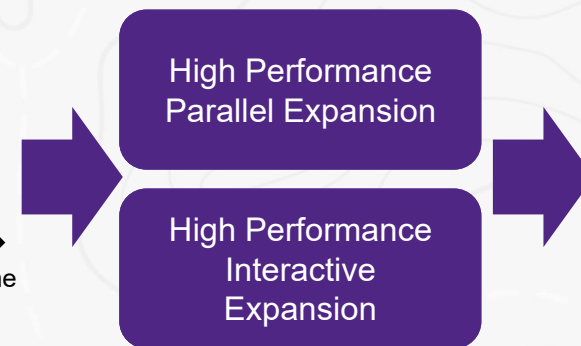 High Performance
Parallel Expansion
High Performance
Interactive
Expansion